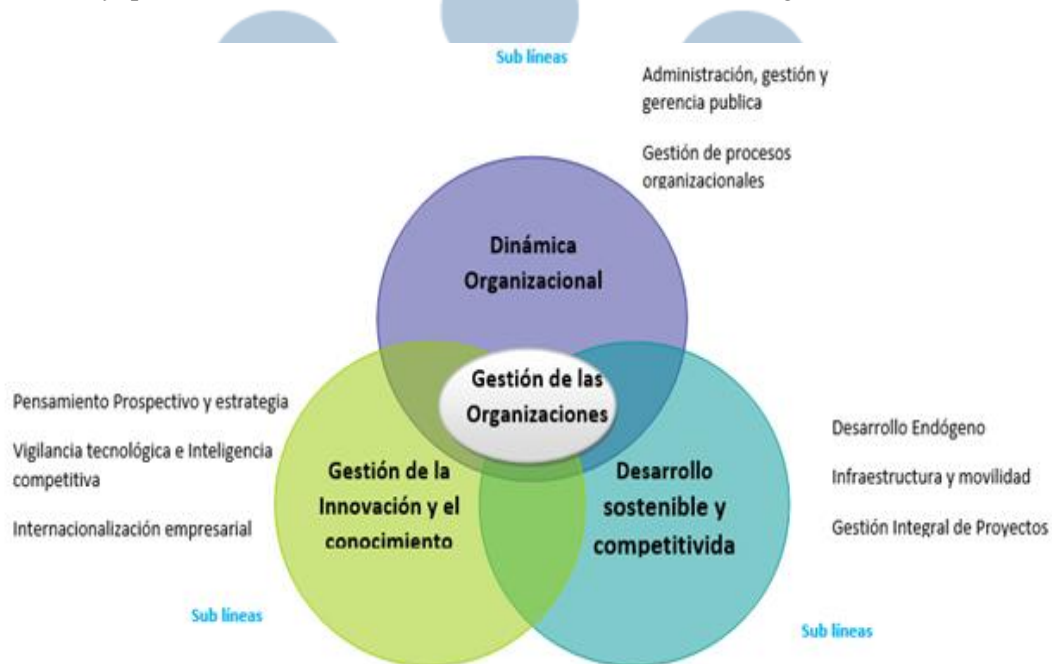 Sub líneas
Administración, gestión y
gerencia publica
Gestión de procesos
organizacionales
Dinámica
Organizacional
Gestión de las
Organizaciones
Pensamiento Prospectivo y estrategia
Vigilancia tecnológica e Inteligencia
competitiva
Internacionalización empresarial
Gestión de la
Innovación y el
conocimiento
Desarrollo
sostenible y
competitivida
Desarrollo Endógeno
Infraestructura y movilidad
Gestión Integral de Proyectos
Sub líneas
Sub líneas